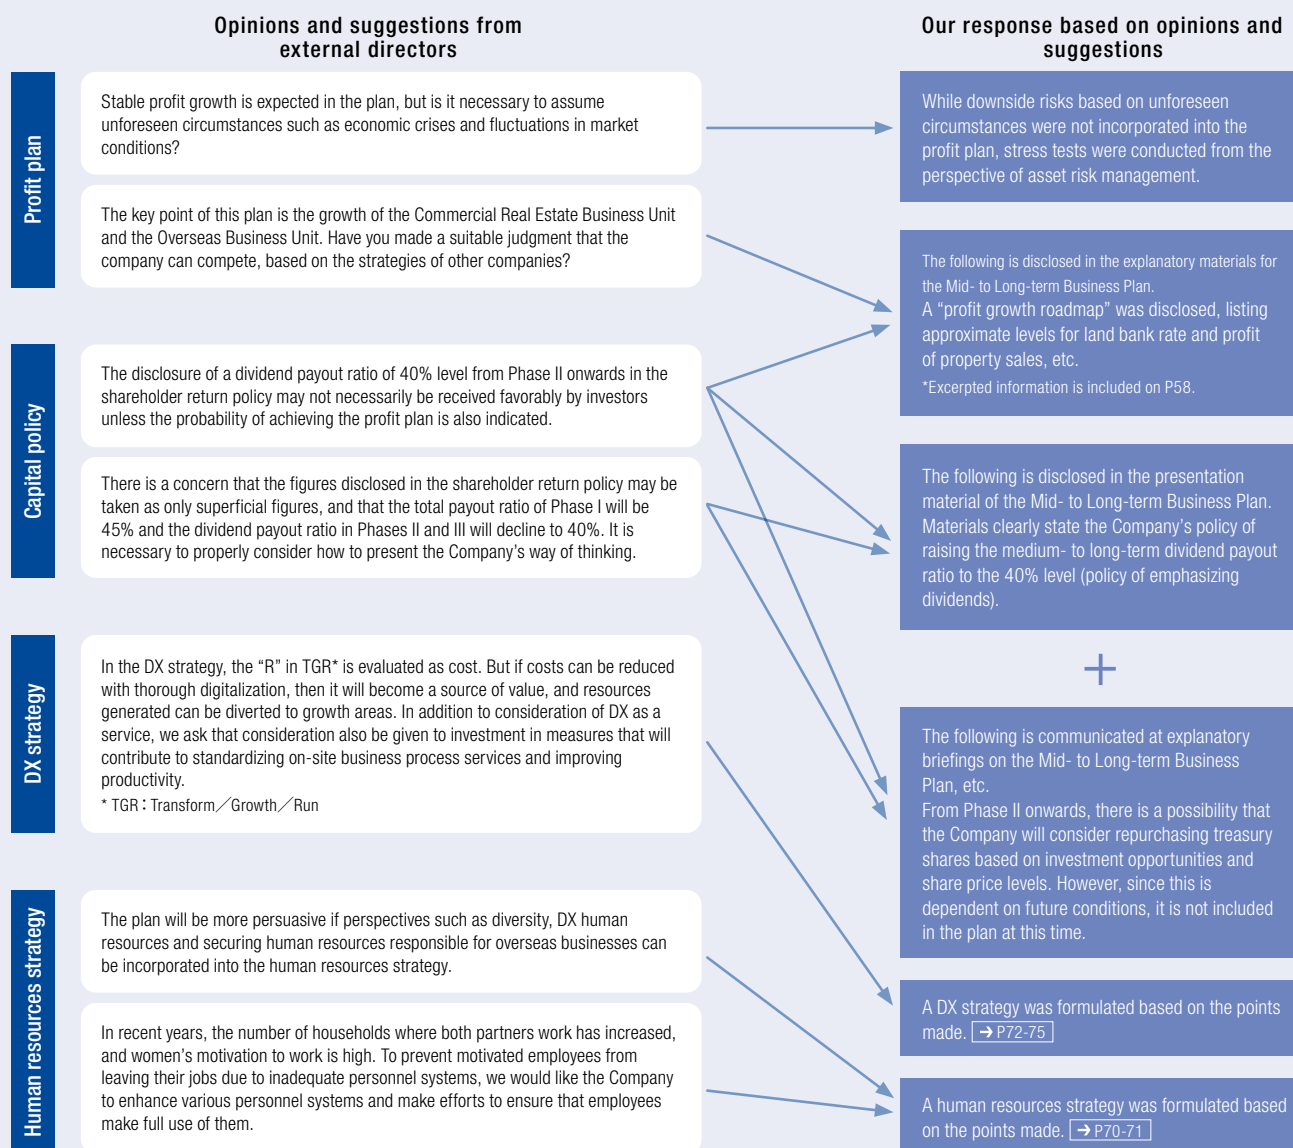 Opinions and suggestions from
external directors
Our response based on opinions and
suggestions
Profit plan
Stable profit growth is expected in the plan, but is it necessary to assume
unforeseen circumstances such as economic crises and fluctuations in market
conditions?
The key point of this plan is the growth of the Commercial Real Estate Business Unit
and the Overseas Business Unit. Have you made a suitable judgment that the
company can compete, based on the strategies of other companies?
While downside risks based on unforeseen
circumstances were not incorporated into the
profit plan, stress tests were conducted from the
perspective of asset risk management.
The following is disclosed in the explanatory materials for
the Mid- to Long-term Business Plan.
A “profit growth roadmap” was disclosed, listing
approximate levels for land bank rate and profit
of property sales, etc.
*Excerpted information is included on P58.
Capital policy
The disclosure of a dividend payout ratio of 40% level from Phase II onwards in the
shareholder return policy may not necessarily be received favorably by investors
unless the probability of achieving the profit plan is also indicated.
There is a concern that the figures disclosed in the shareholder return policy may be
taken as only superficial figures, and that the total payout ratio of Phase I will be
45% and the dividend payout ratio in Phases II and III will decline to 40%. It is
necessary to properly consider how to present the Company’s way of thinking.
The following is disclosed in the presentation
material of the Mid- to Long-term Business Plan.
Materials clearly state the Company’s policy of
raising the medium- to long-term dividend payout
ratio to the 40% level (policy of emphasizing
dividends).
+
The following is communicated at explanatory
briefings on the Mid- to Long-term Business
Plan, etc.
From Phase II onwards, there is a possibility that
the Company will consider repurchasing treasury
shares based on investment opportunities and
share price levels. However, since this is
dependent on future conditions, it is not included
in the plan at this time.
DX strategy
In the DX strategy, the “R” in TGR* is evaluated as cost. But if costs can be reduced
with thorough digitalization, then it will become a source of value, and resources
generated can be diverted to growth areas. In addition to consideration of DX as a
service, we ask that consideration also be given to investment in measures that will
contribute to standardizing on-site business process services and improving
productivity.
* TGR：Transform／Growth／Run
A DX strategy was formulated based on the points
made. ➔ P72-75
Human resources strategy
The plan will be more persuasive if perspectives such as diversity, DX human
resources and securing human resources responsible for overseas businesses can
be incorporated into the human resources strategy.
In recent years, the number of households where both partners work has increased,
and women’s motivation to work is high. To prevent motivated employees from
leaving their jobs due to inadequate personnel systems, we would like the Company
to enhance various personnel systems and make efforts to ensure that employees
make full use of them.
A human resources strategy was formulated based
on the points made. ➔ P70-71